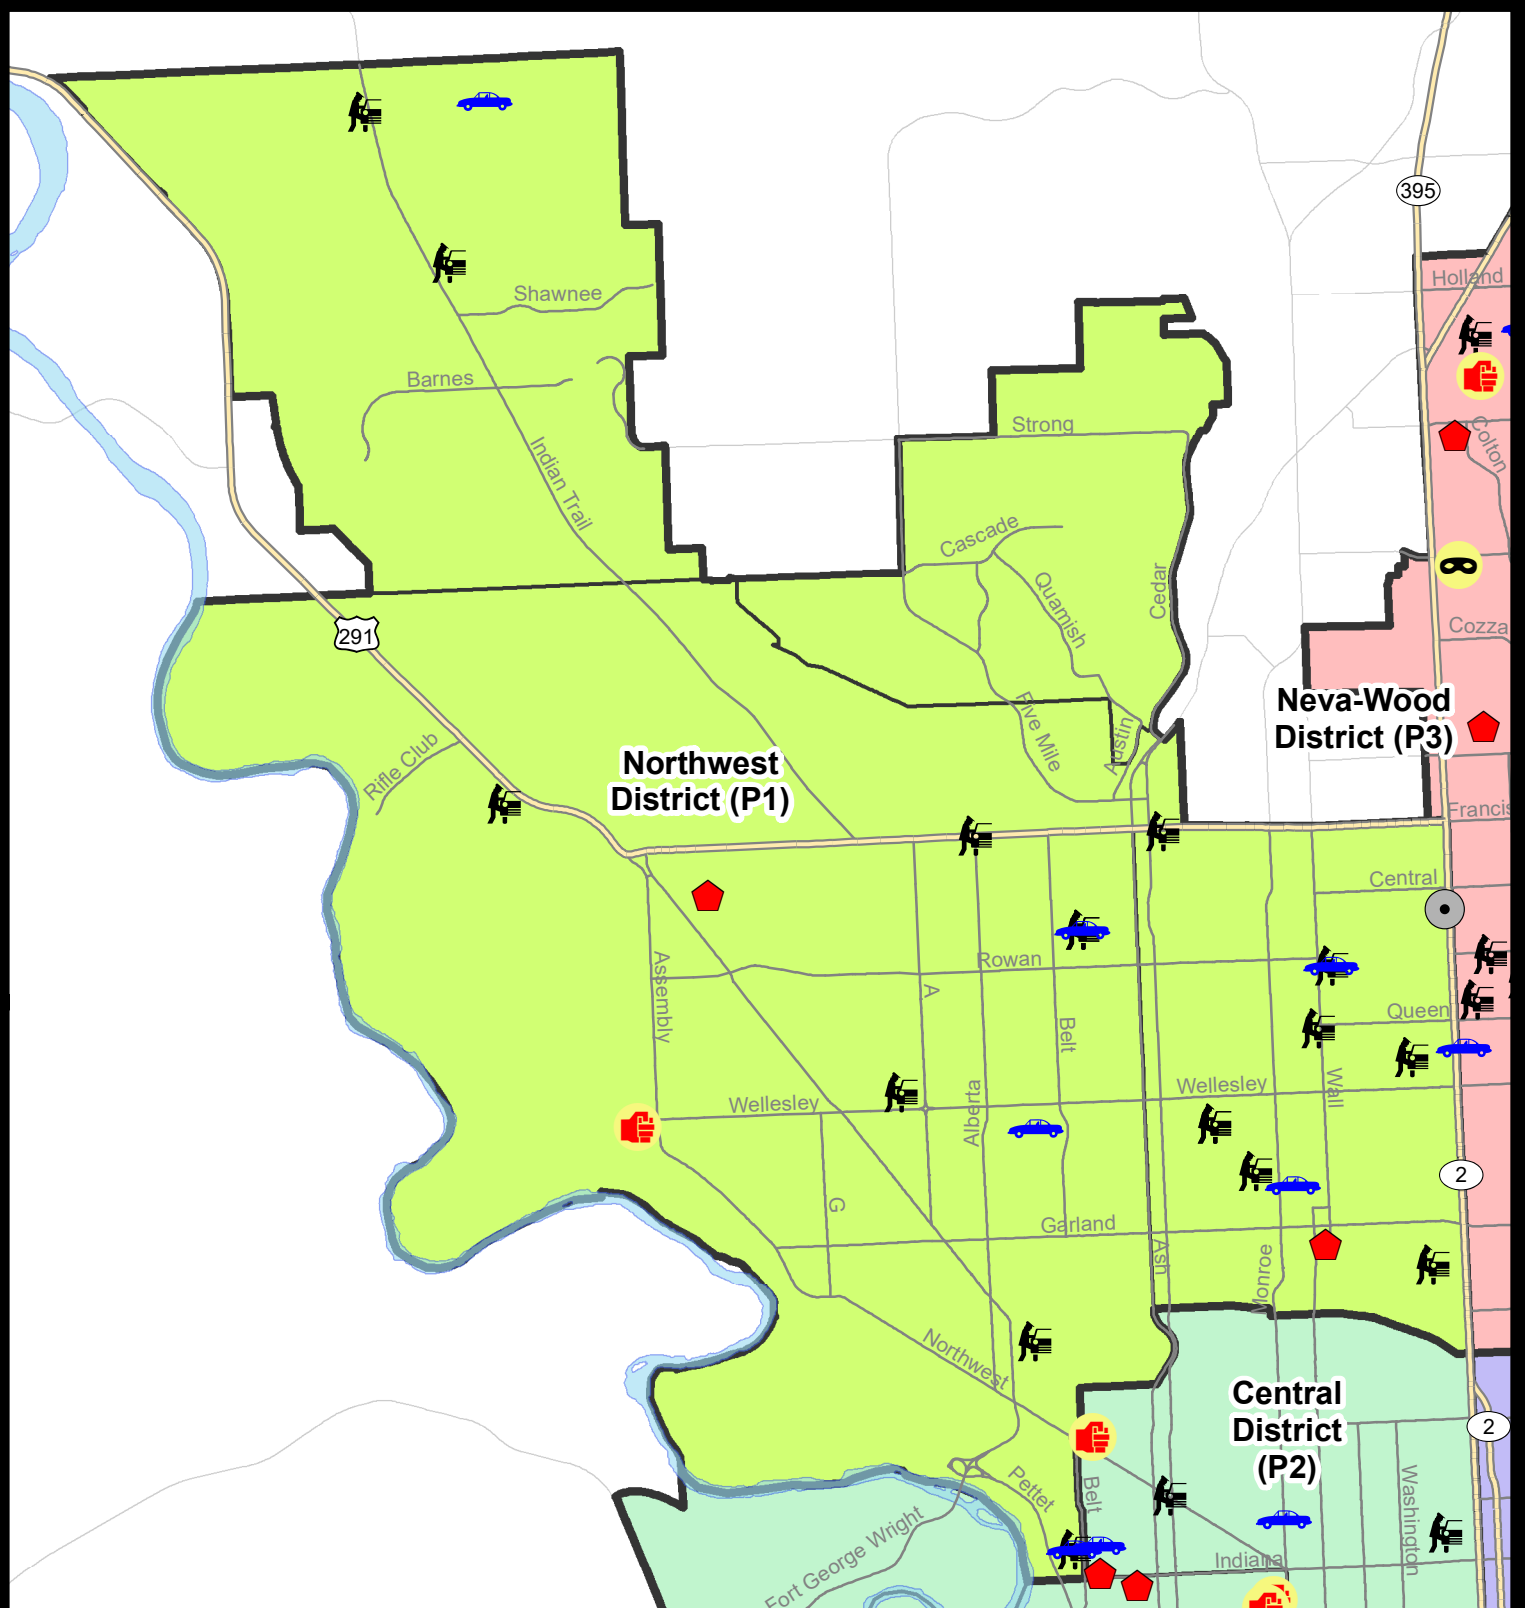 395
Holland
Shawnee
Barnes
Strong
Colton
Indian Trail
Cascade
Quamish
Cedar
291
Cozza
Neva-Wood
District (P3)
Five Mile
Austin
Rifle Club
Northwest
District (P1)
Francis
Central
Rowan
Assembly
A
Belt
Queen
Wellesley
Wellesley
Wall
Alberta
2
G
Garland
Ash
Monroe
Northwest
Central
District
(P2)
2
Pettet
Belt
Washington
Fort George Wright
Indiana